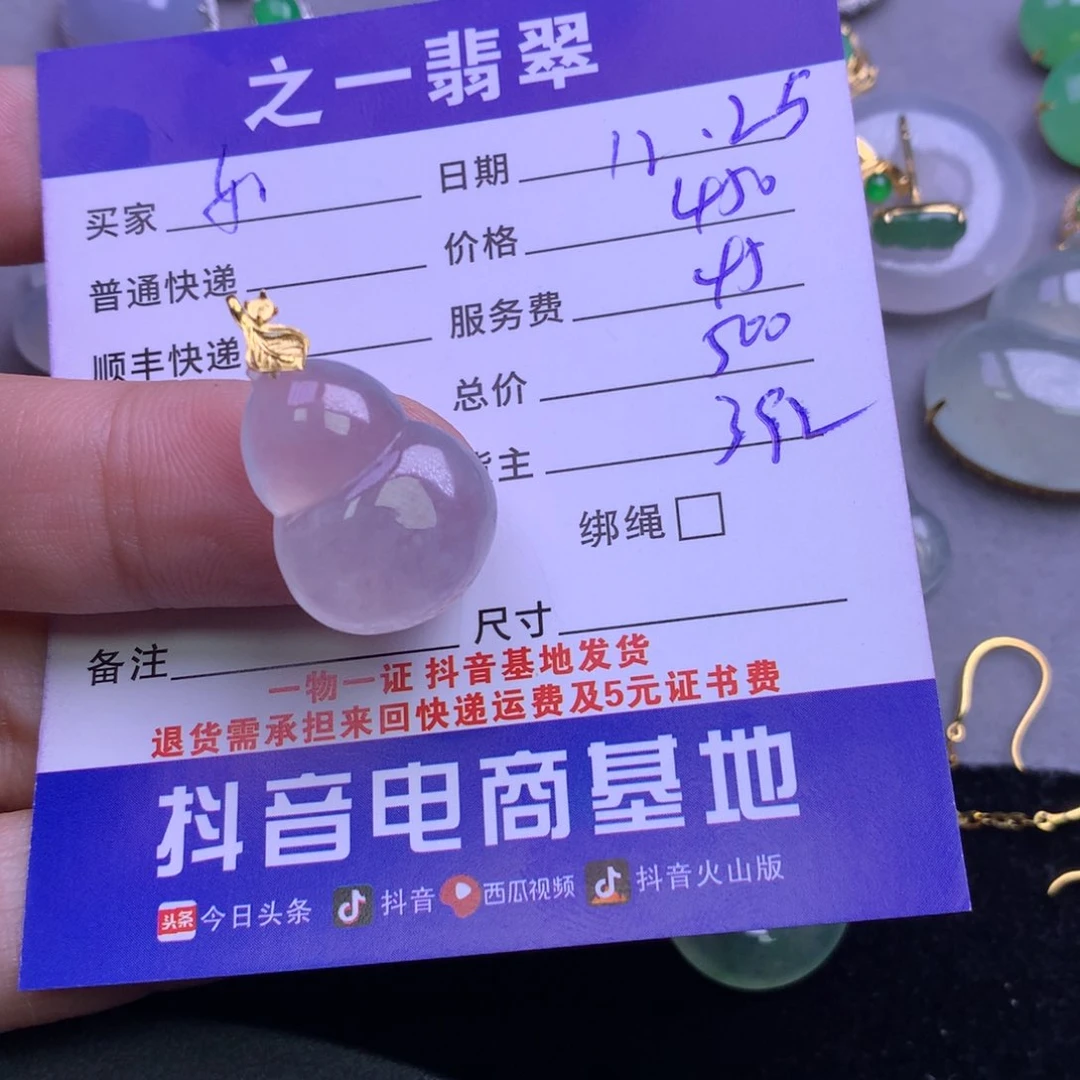 之一翡翠
买家 日期 11.25
普通快递 价格 450
顺丰快递 服务费 45
总价 500
主
绑绳
备注 尺寸
一物一证 抖音基地发货
退货需承担来回快递运费及5元证书费
抖音电商基地
头条 今日头条 抖音 西瓜视频 抖音火山版